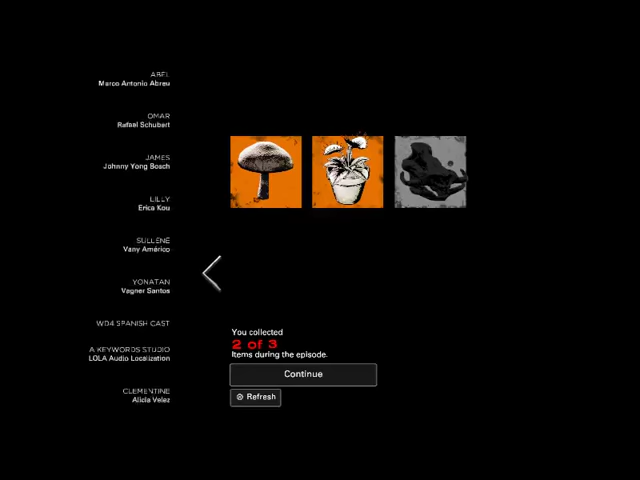 ABEL
Marco Antonio Abreu
OMAR
Rafael Schubert
JAMES
Johnny Yong Bosch
LILLY
Erica Kou
SULLENE
Vany Américo
YONATAN
Vagner Santos
WD4 SPANISH CAST
A KEYWORDS STUDIO
LOLA Audio Localization
CLEMENTINE
Alicia Velez
You collected
2 of 3
Items during the episode.
Continue
Refresh